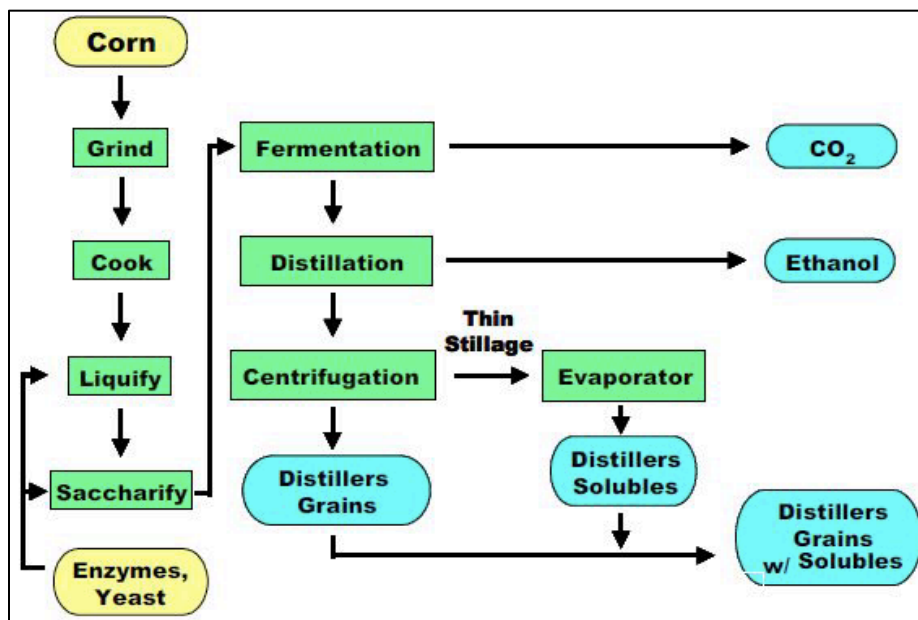 Corn
Grind
Cook
Liquify
Saccharify
Enzymes,
Yeast
Fermentation
Distillation
Centrifugation
Distillers
Grains
Thin
Stillage
Evaporator
Distillers
Solubles
CO₂
Ethanol
Distillers
Grains
w/ Solubles